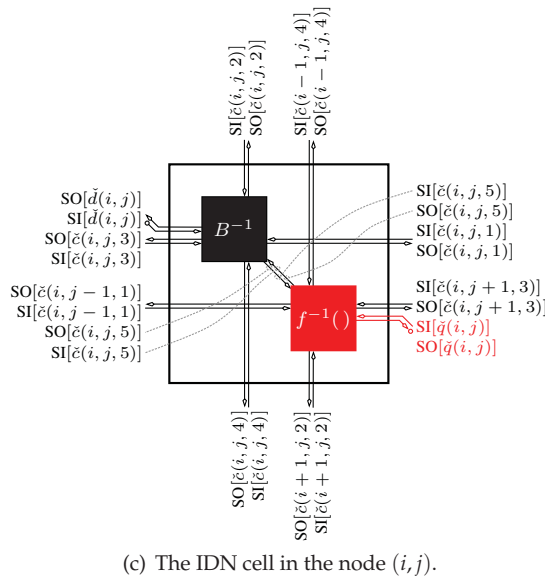 SI[č(i, j, 2)]
SO[č(i, j, 2)]
SI[č(i − 1, j, 4)]
SO[č(i − 1, j, 4)]
SO[ď(i, j)]
SI[ď(i, j)]
SO[č(i, j, 3)]
SI[č(i, j, 3)]
B⁻¹
SI[č(i, j, 5)]
SO[č(i, j, 5)]
SI[č(i, j, 1)]
SO[č(i, j, 1)]
SO[č(i, j − 1, 1)]
SI[č(i, j − 1, 1)]
SO[č(i, j, 5)]
SI[č(i, j, 5)]
f⁻¹( )
SI[č(i, j + 1, 3)]
SO[č(i, j + 1, 3)]
SI[q̌(i, j)]
SO[q̌(i, j)]
SO[č(i, j, 4)]
SI[č(i, j, 4)]
SO[č(i + 1, j, 2)]
SI[č(i + 1, j, 2)]
(c) The IDN cell in the node (i, j).